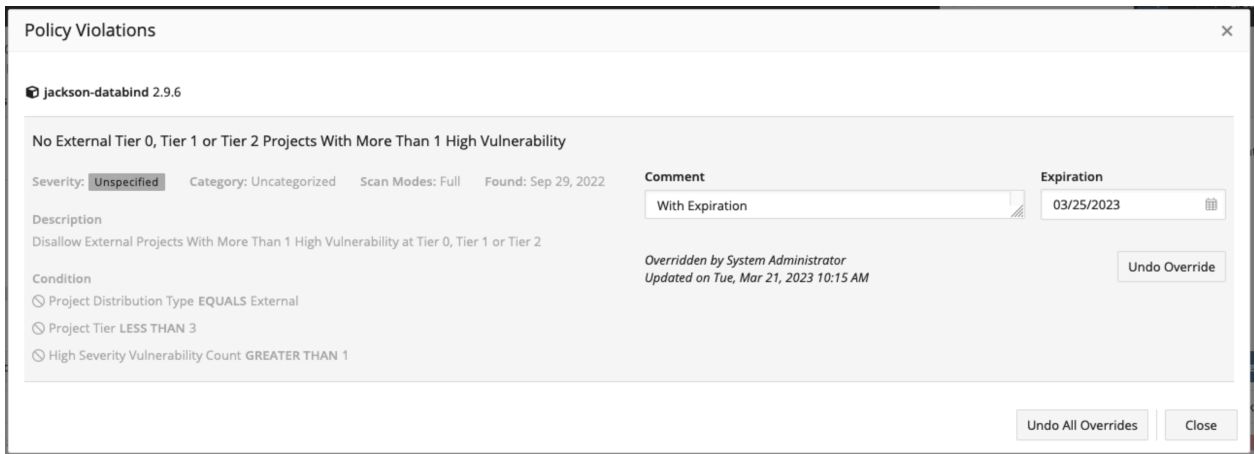 Policy Violations
jackson-databind 2.9.6
No External Tier 0, Tier 1 or Tier 2 Projects With More Than 1 High Vulnerability
Severity: Unspecified Category: Uncategorized Scan Modes: Full Found: Sep 29, 2022
Description
Disallow External Projects With More Than 1 High Vulnerability at Tier 0, Tier 1 or Tier 2
Condition
Project Distribution Type EQUALS External
Project Tier LESS THAN 3
High Severity Vulnerability Count GREATER THAN 1
Comment
With Expiration
Expiration
03/25/2023
Overridden by System Administrator
Updated on Tue, Mar 21, 2023 10:15 AM
Undo Override
Undo All Overrides
Close